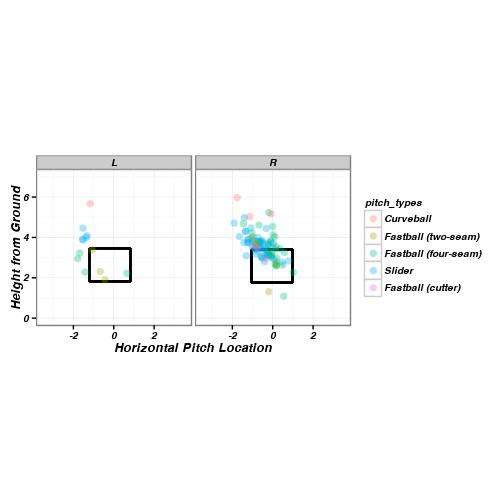 L
R
Height from Ground
6
4
2
0
-2
0
2
-2
0
2
Horizontal Pitch Location
pitch_types
Curveball
Fastball (two-seam)
Fastball (four-seam)
Slider
Fastball (cutter)